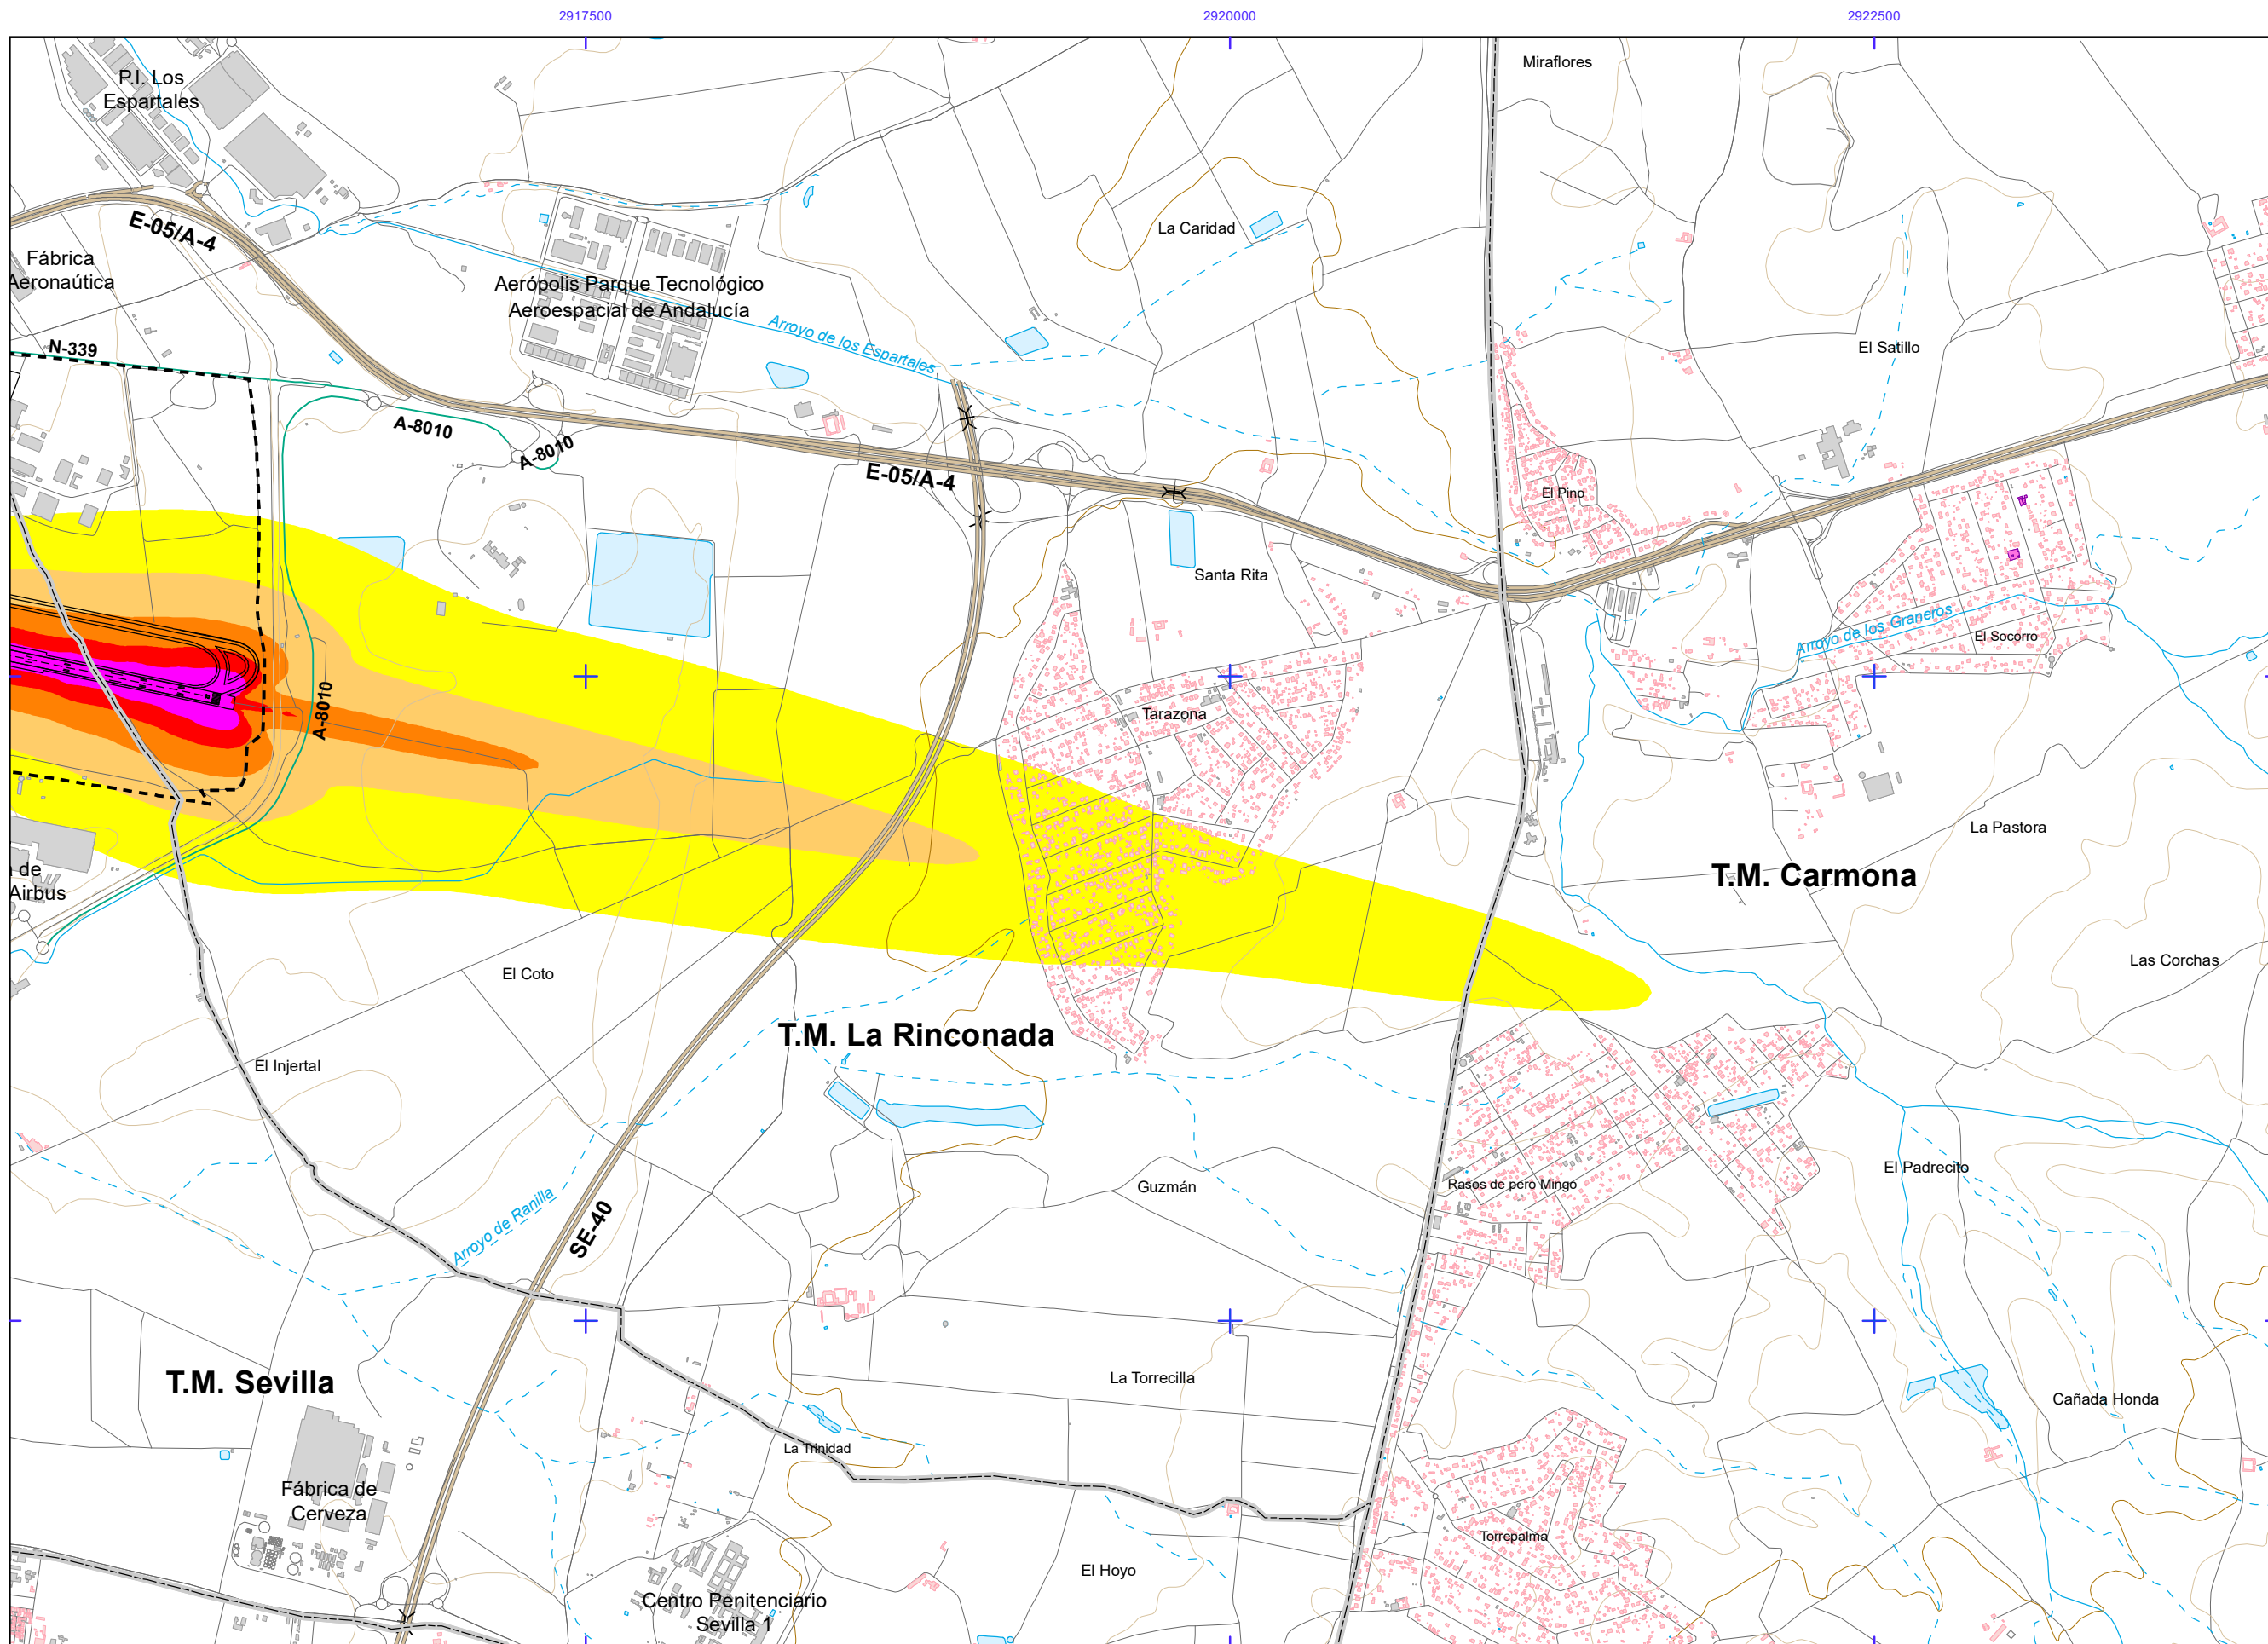 2917500
2920000
2922500
P.I. Los
Espartales
Miraflores
E-05/A-4
La Caridad
Fábrica
Aeronaútica
Aerópolis Parque Tecnológico
Aeroespacial de Andalucía
Arroyo de los Espartales
N-339
El Satillo
A-8010
A-8010
E-05/A-4
El Pino
Santa Rita
Arroyo de los Graneros
El Socorro
A-8010
Tarazona
La Pastora
de
Airbus
T.M. Carmona
El Coto
Las Corchas
T.M. La Rinconada
El Injertal
El Padrecito
Guzmán
Rasos de pero Mingo
Arroyo de Ranilla
SE-40
T.M. Sevilla
La Torrecilla
Cañada Honda
La Trinidad
Fábrica de
Cerveza
Torrepalma
El Hoyo
Centro Penitenciario
Sevilla 1